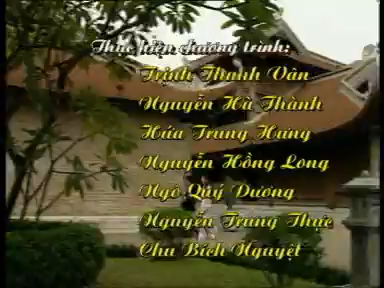 Thực hiện chương trình:
Trịnh Thanh Vân
Nguyễn Hà Thành
Hứa Trung Hưng
Nguyễn Hồng Long
Ngô Quý Dương
Nguyễn Trung Thực
Chu Bích Nguyệt